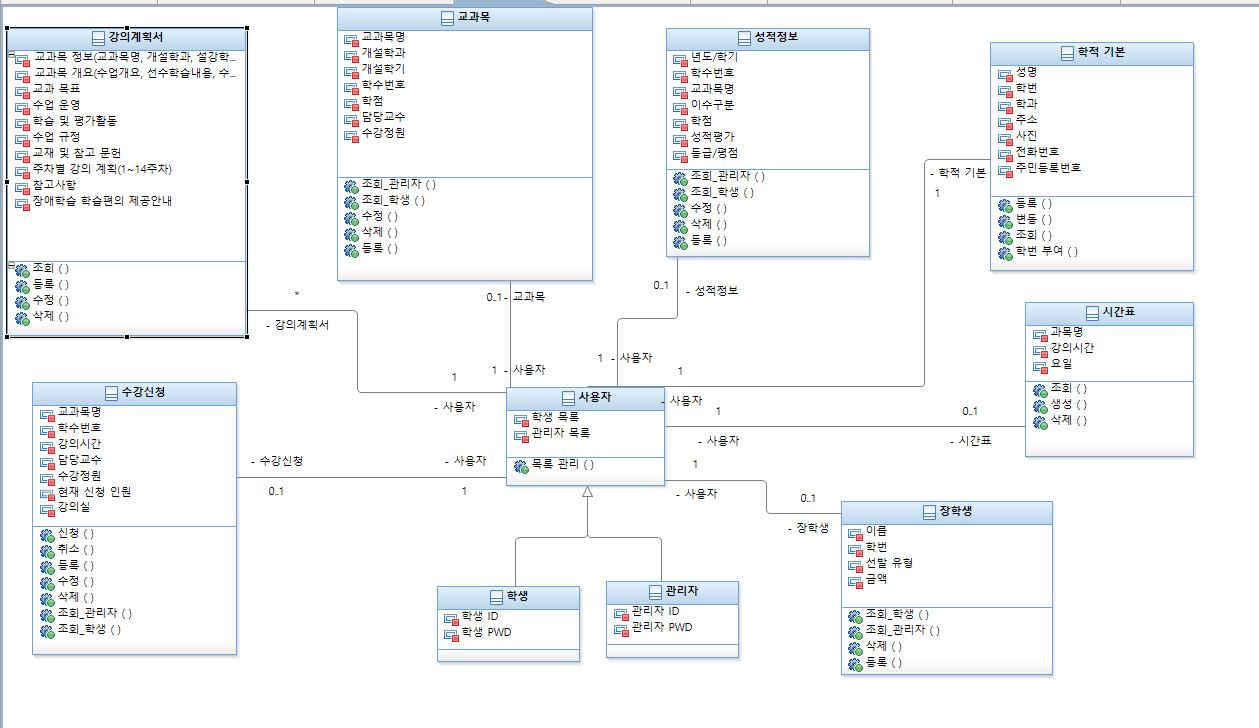 강의계획서
교과목 정보(교과목명, 개설학과, 설강학...
교과목 개요(수업개요, 선수학습내용, 수...
교과 목표
수업 운영
학습 및 평가활동
수업 규정
교재 및 참고 문헌
주차별 강의 계획(1~14주차)
참고사항
장애학습 학습편의 제공안내
조회 ( )
등록 ( )
수정 ( )
삭제 ( )
교과목
교과목명
개설학과
개설학기
학수번호
학점
담당교수
수강정원
조회_관리자 ( )
조회_학생 ( )
수정 ( )
삭제 ( )
등록 ( )
성적정보
년도/학기
학수번호
교과목명
이수구분
학점
성적평가
등급/평점
조회_관리자 ( )
조회_학생 ( )
수정 ( )
삭제 ( )
등록 ( )
학적 기본
성명
학번
학과
주소
사진
전화번호
주민등록번호
등록 ( )
변동 ( )
조회 ( )
학번 부여 ( )
- 학적 기본
1
*
- 강의계획서
0..1 - 교과목
0..1
- 성적정보
1
- 사용자
1 - 사용자
1 - 사용자
1
- 사용자
시간표
과목명
강의시간
요일
조회 ( )
생성 ( )
삭제 ( )
1
- 사용자
0..1
- 시간표
수강신청
교과목명
학수번호
강의시간
담당교수
수강정원
현재 신청 인원
강의실
신청 ( )
취소 ( )
등록 ( )
수정 ( )
삭제 ( )
조회_관리자 ( )
조회_학생 ( )
- 수강신청
0..1
- 사용자
1
사용자
학생 목록
관리자 목록
목록 관리 ( )
1
- 사용자
0..1
- 장학생
학생
학생 ID
학생 PWD
관리자
관리자 ID
관리자 PWD
장학생
이름
학번
선발 유형
금액
조회_학생 ( )
조회_관리자 ( )
삭제 ( )
등록 ( )